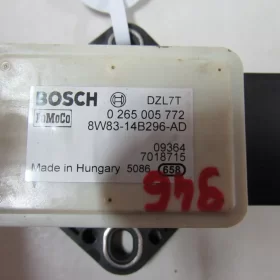 BOSCH DZL7T
FoMoCo 0 265 005 772
8W83-14B296-AD
09364
7018715
Made in Hungary 5086 658
946